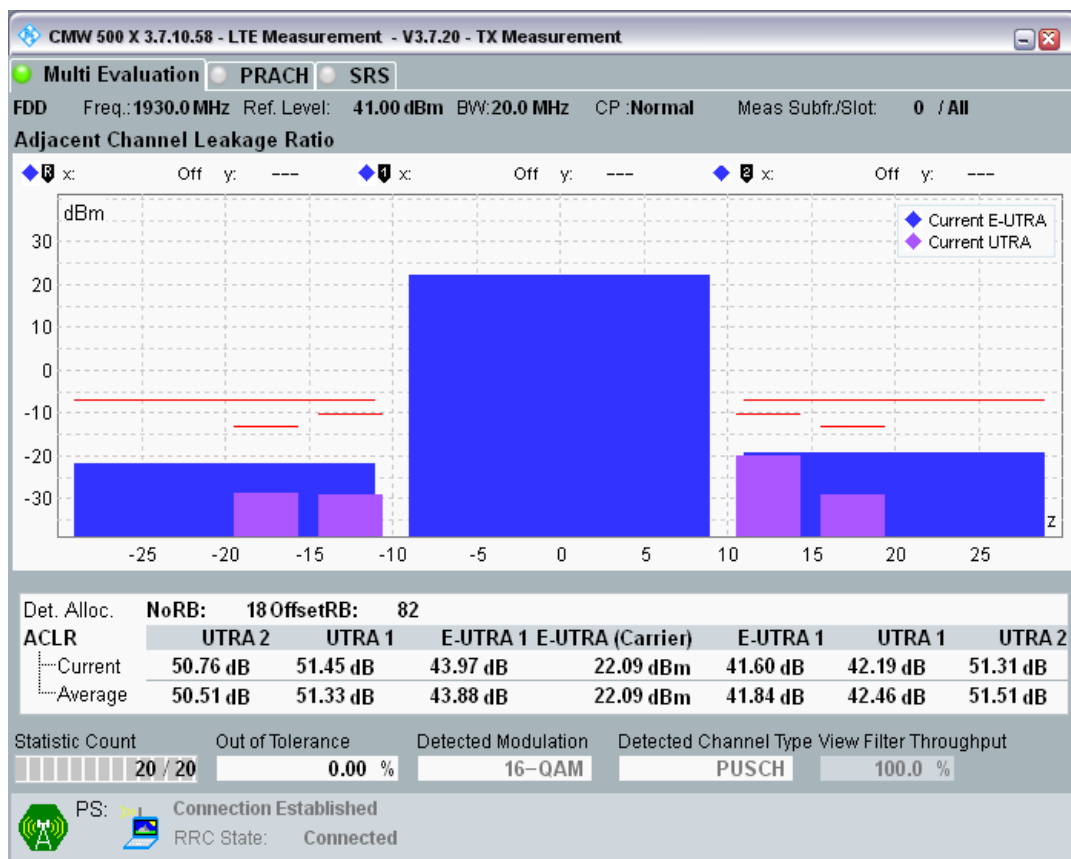 CMW 500 X 3.7.10.58 - LTE Measurement - V3.7.20 - TX Measurement
Multi Evaluation PRACH SRS
FDD Freq.: 1930.0 MHz Ref. Level: 41.00 dBm BW: 20.0 MHz CP : Normal Meas Subfr./Slot: 0 / All
Adjacent Channel Leakage Ratio
R x: Off y: --- 1 x: Off y: --- 2 x: Off y: ---
dBm
Current E-UTRA
Current UTRA
30
20
10
0
-10
-20
-30
z
-25 -20 -15 -10 -5 0 5 10 15 20 25
Det. Alloc. NoRB: 18 OffsetRB: 82
ACLR UTRA 2 UTRA 1 E-UTRA 1 E-UTRA (Carrier) E-UTRA 1 UTRA 1 UTRA 2
Current 50.76 dB 51.45 dB 43.97 dB 22.09 dBm 41.60 dB 42.19 dB 51.31 dB
Average 50.51 dB 51.33 dB 43.88 dB 22.09 dBm 41.84 dB 42.46 dB 51.51 dB
Statistic Count Out of Tolerance Detected Modulation Detected Channel Type View Filter Throughput
20 / 20 0.00 % 16-QAM PUSCH 100.0 %
PS: Connection Established
RRC State: Connected